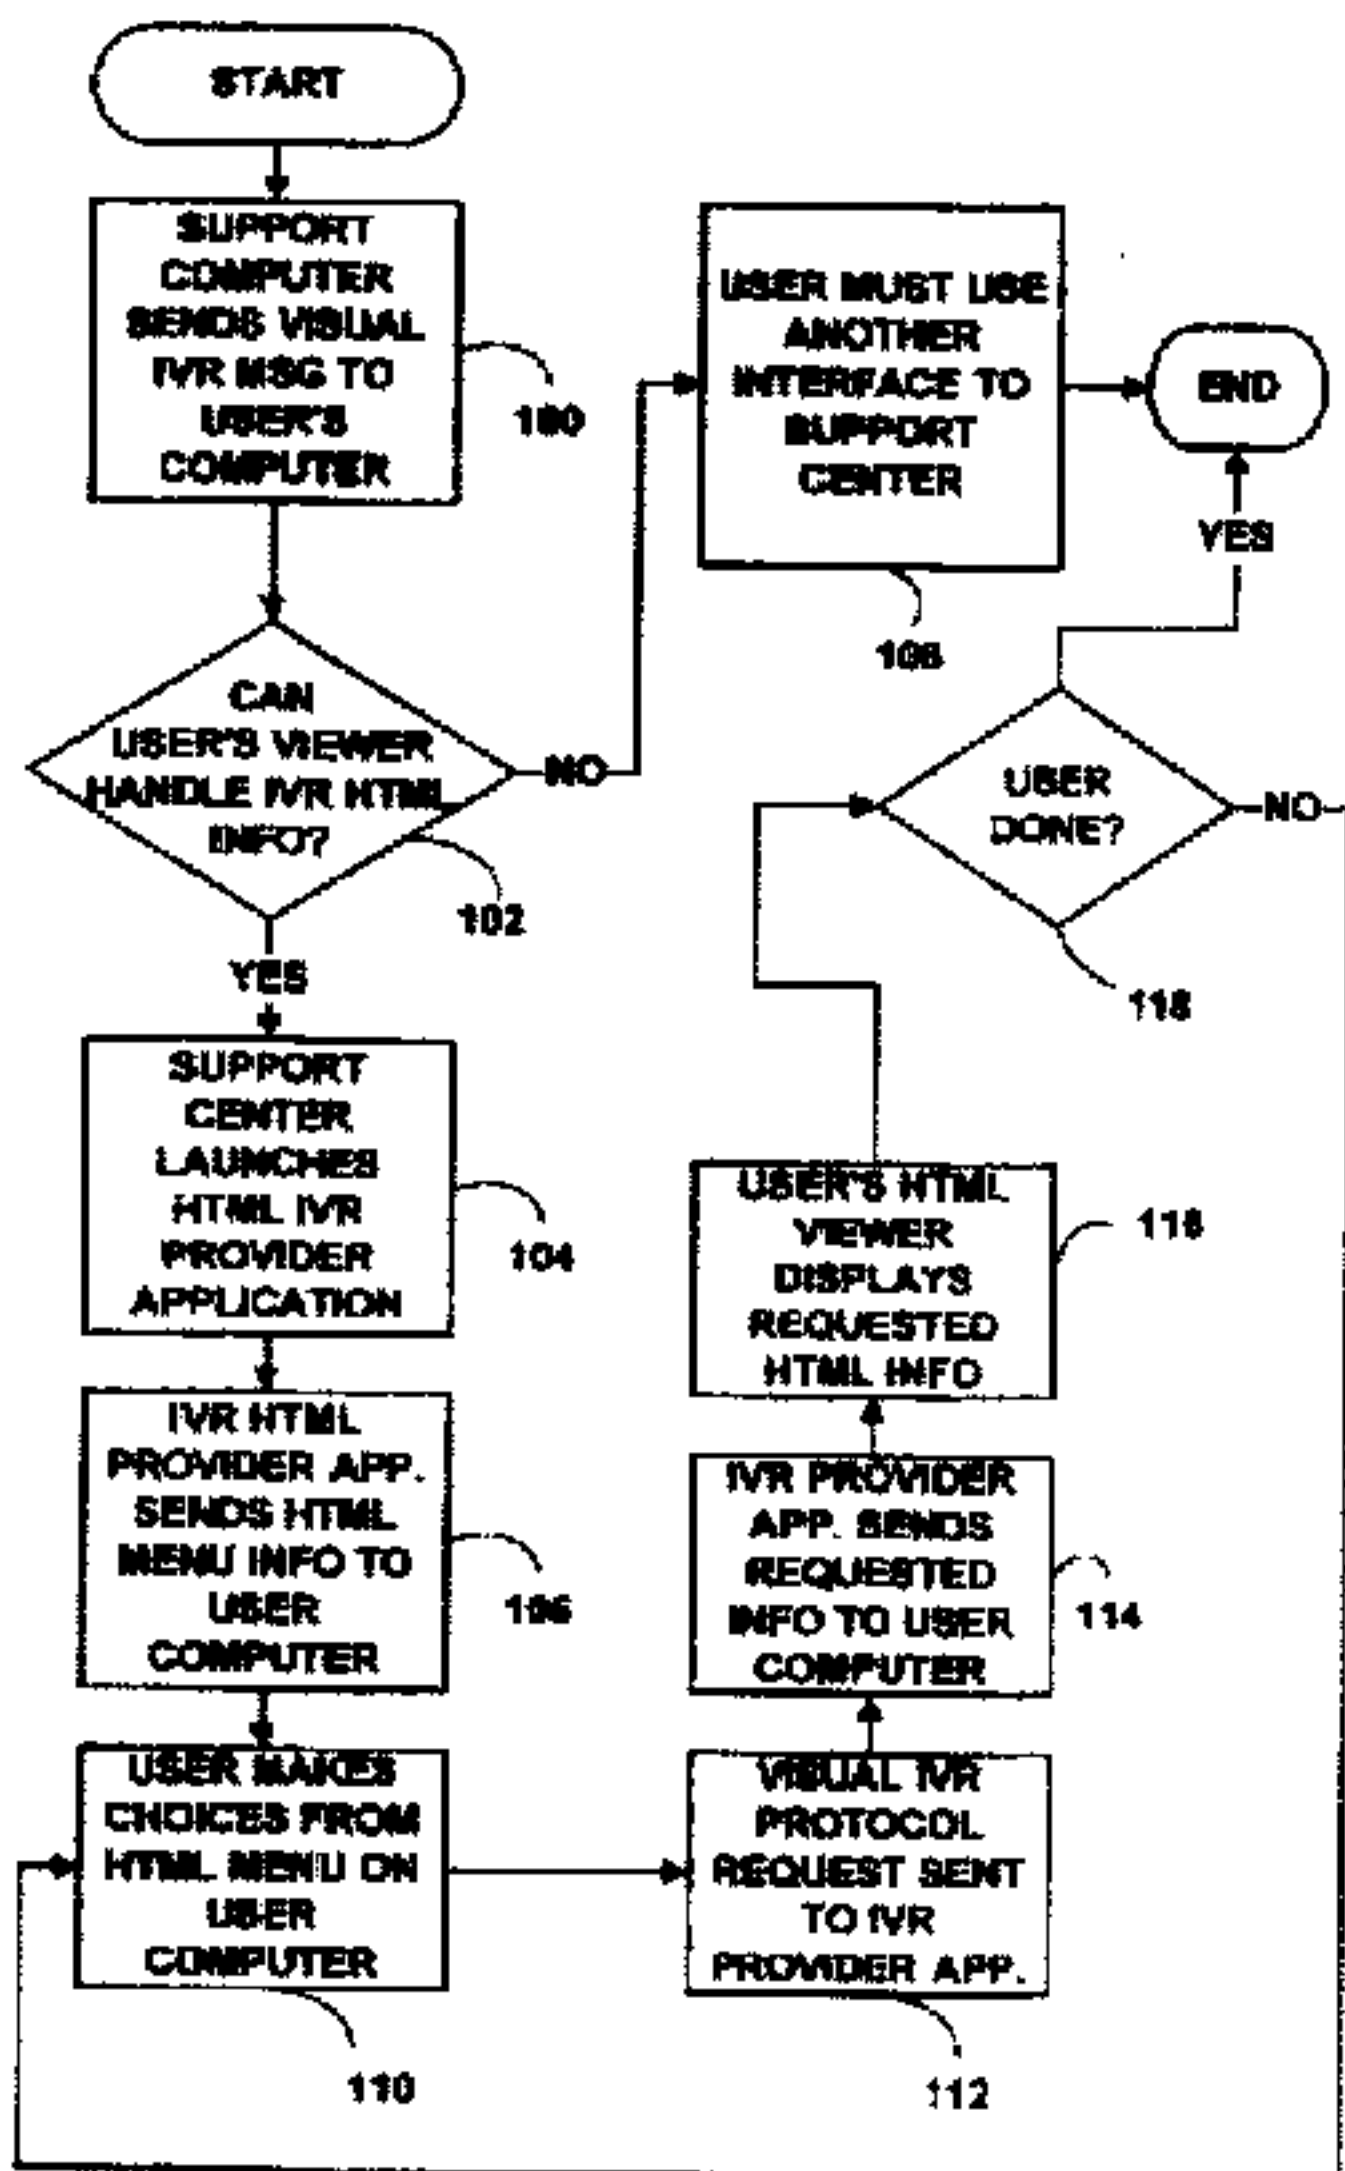 START
SUPPORT
COMPUTER
SENDS VISUAL
IVR MSG TO
USER'S
COMPUTER
100
USER MUST USE
ANOTHER
INTERFACE TO
SUPPORT
CENTER
108
END
YES
CAN
USER'S VIEWER
HANDLE IVR HTML
INFO?
NO
102
YES
USER
DONE?
NO
118
SUPPORT
CENTER
LAUNCHES
HTML IVR
PROVIDER
APPLICATION
104
IVR HTML
PROVIDER APP.
SENDS HTML
MENU INFO TO
USER
COMPUTER
106
USER MAKES
CHOICES FROM
HTML MENU ON
USER
COMPUTER
110
VISUAL IVR
PROTOCOL
REQUEST SENT
TO IVR
PROVIDER APP.
112
IVR PROVIDER
APP. SENDS
REQUESTED
INFO TO USER
COMPUTER
114
USER'S HTML
VIEWER
DISPLAYS
REQUESTED
HTML INFO
116